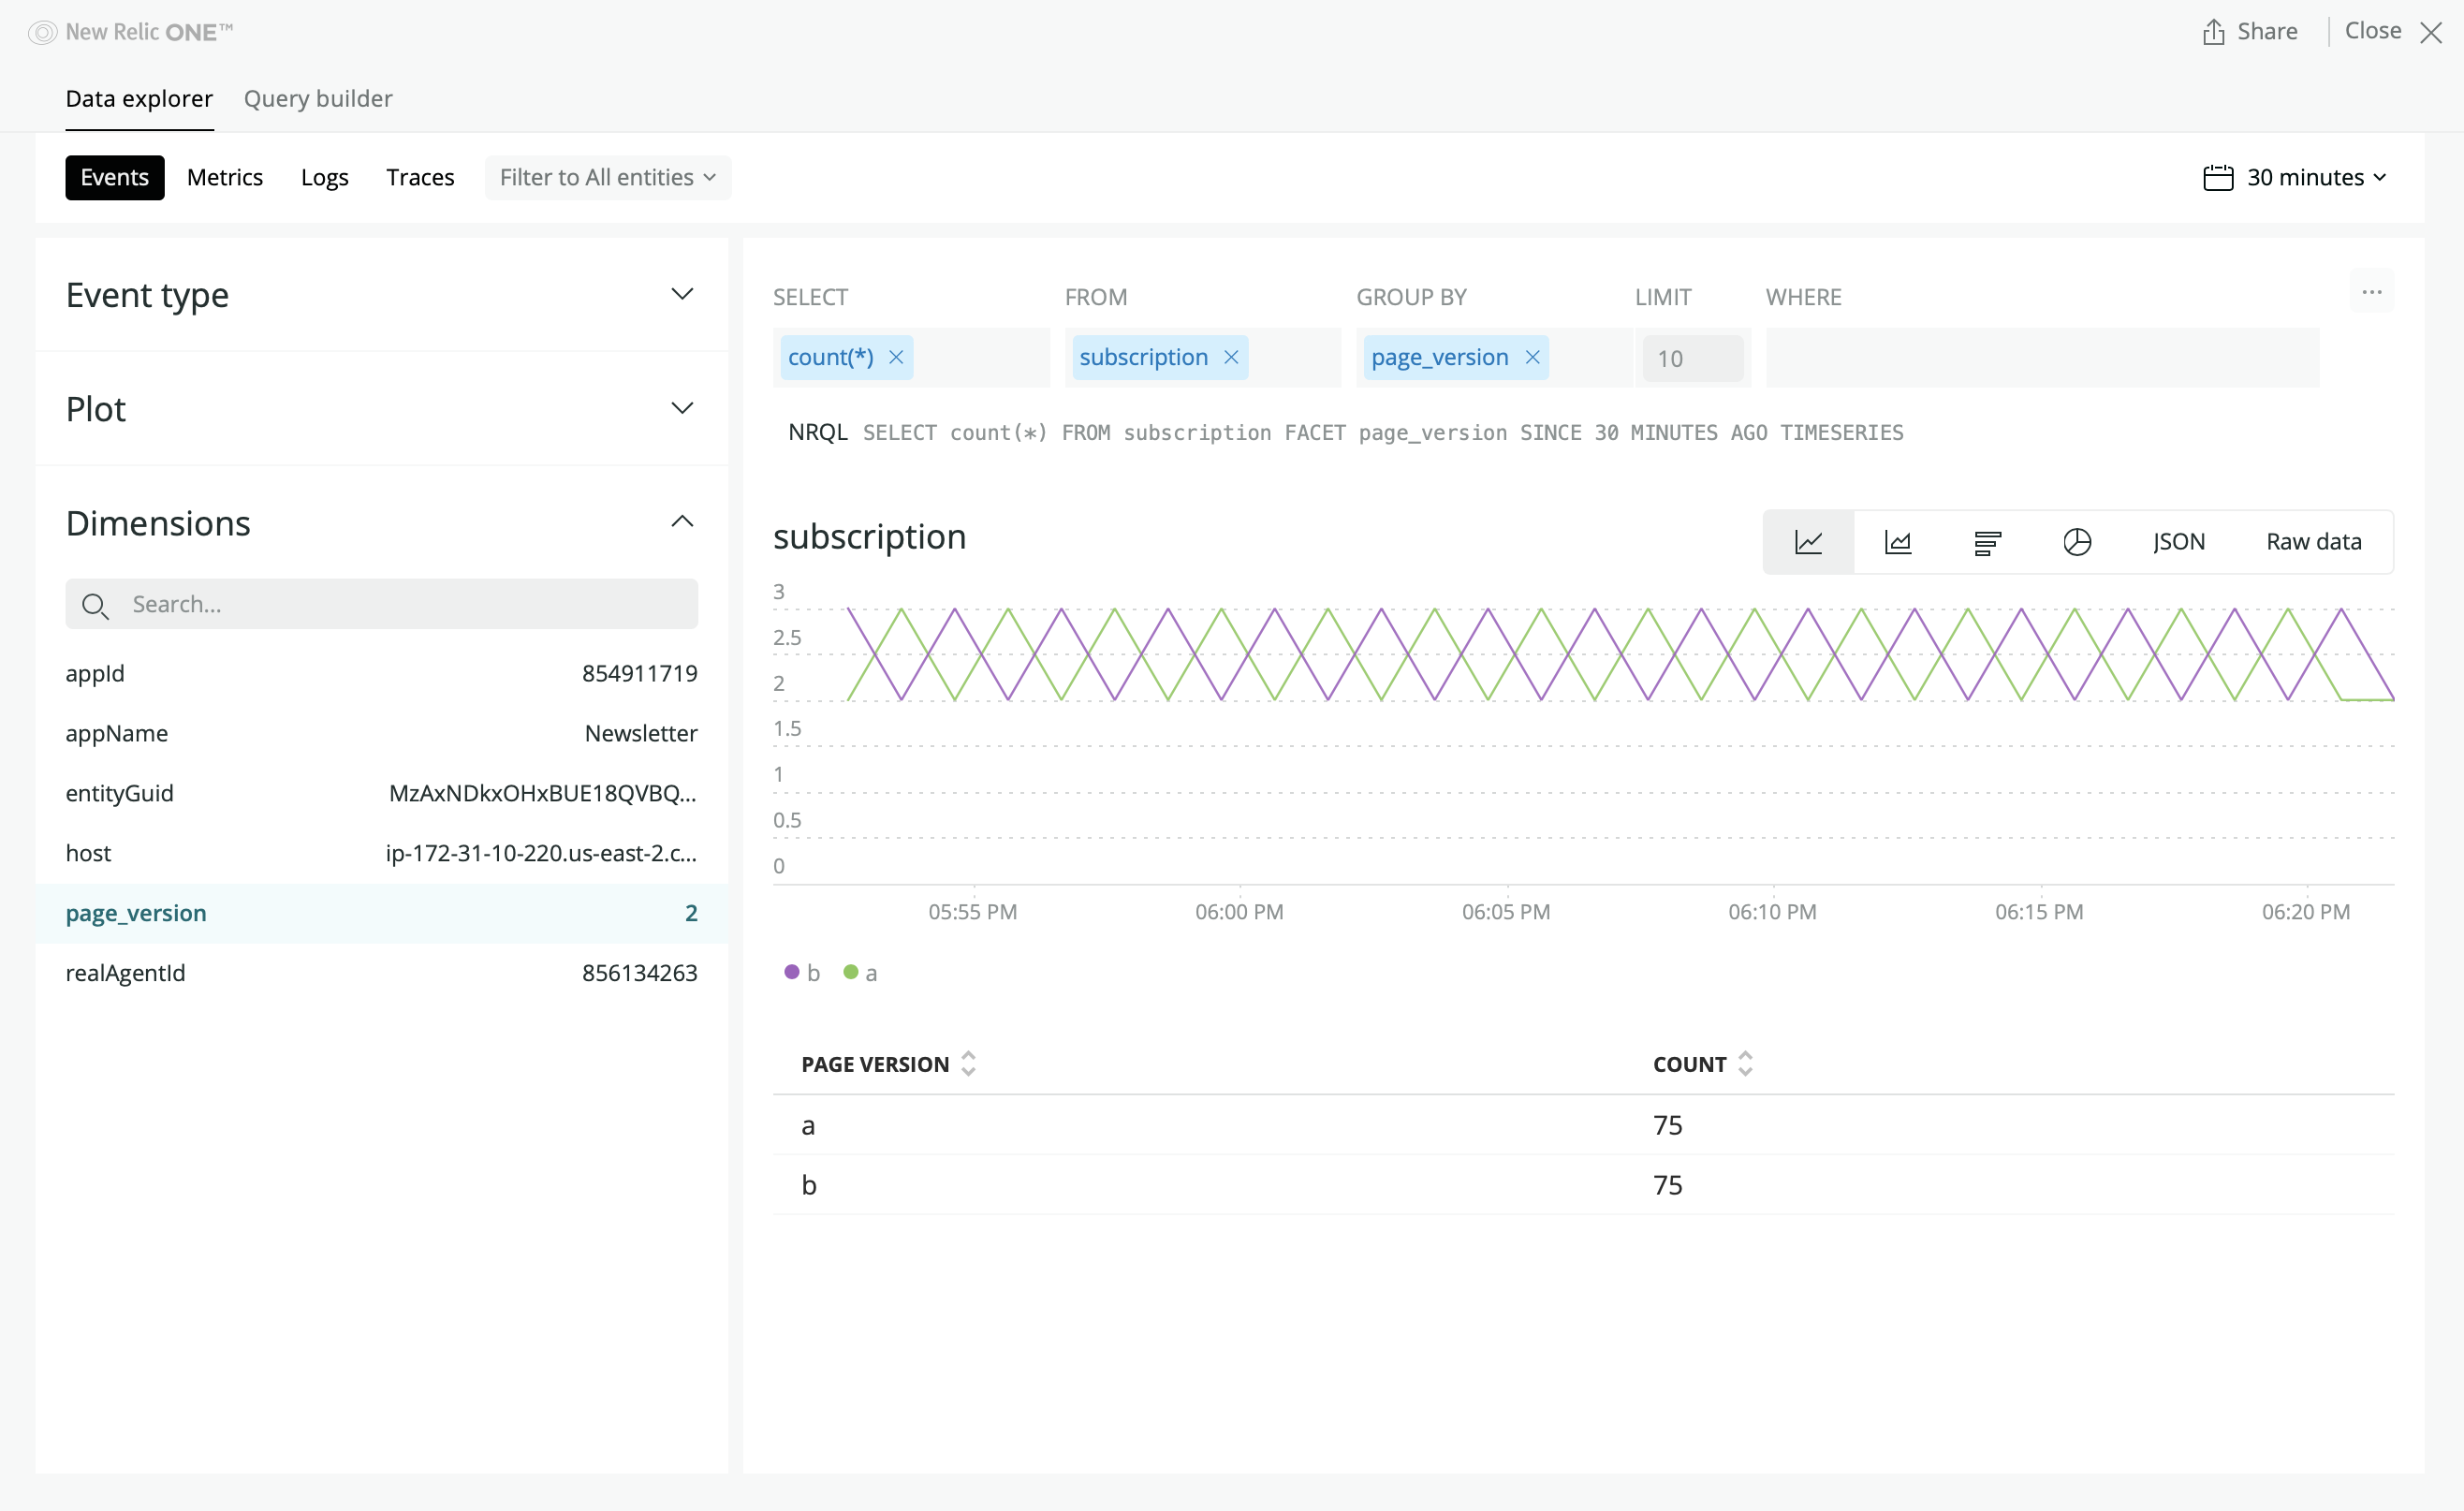 New Relic ONE™
Share
Close
Data explorer
Query builder
Events
Metrics
Logs
Traces
Filter to All entities
30 minutes
Event type
Plot
Dimensions
Search...
appId 854911719
appName Newsletter
entityGuid MzAxNDkxOHxBUE18QVBQ...
host ip-172-31-10-220.us-east-2.c...
page_version 2
realAgentId 856134263
SELECT FROM GROUP BY LIMIT WHERE
count(*) subscription page_version 10
NRQL SELECT count(*) FROM subscription FACET page_version SINCE 30 MINUTES AGO TIMESERIES
subscription
JSON
Raw data
3
2.5
2
1.5
1
0.5
0
05:55 PM 06:00 PM 06:05 PM 06:10 PM 06:15 PM 06:20 PM
b a
PAGE VERSION COUNT
a 75
b 75